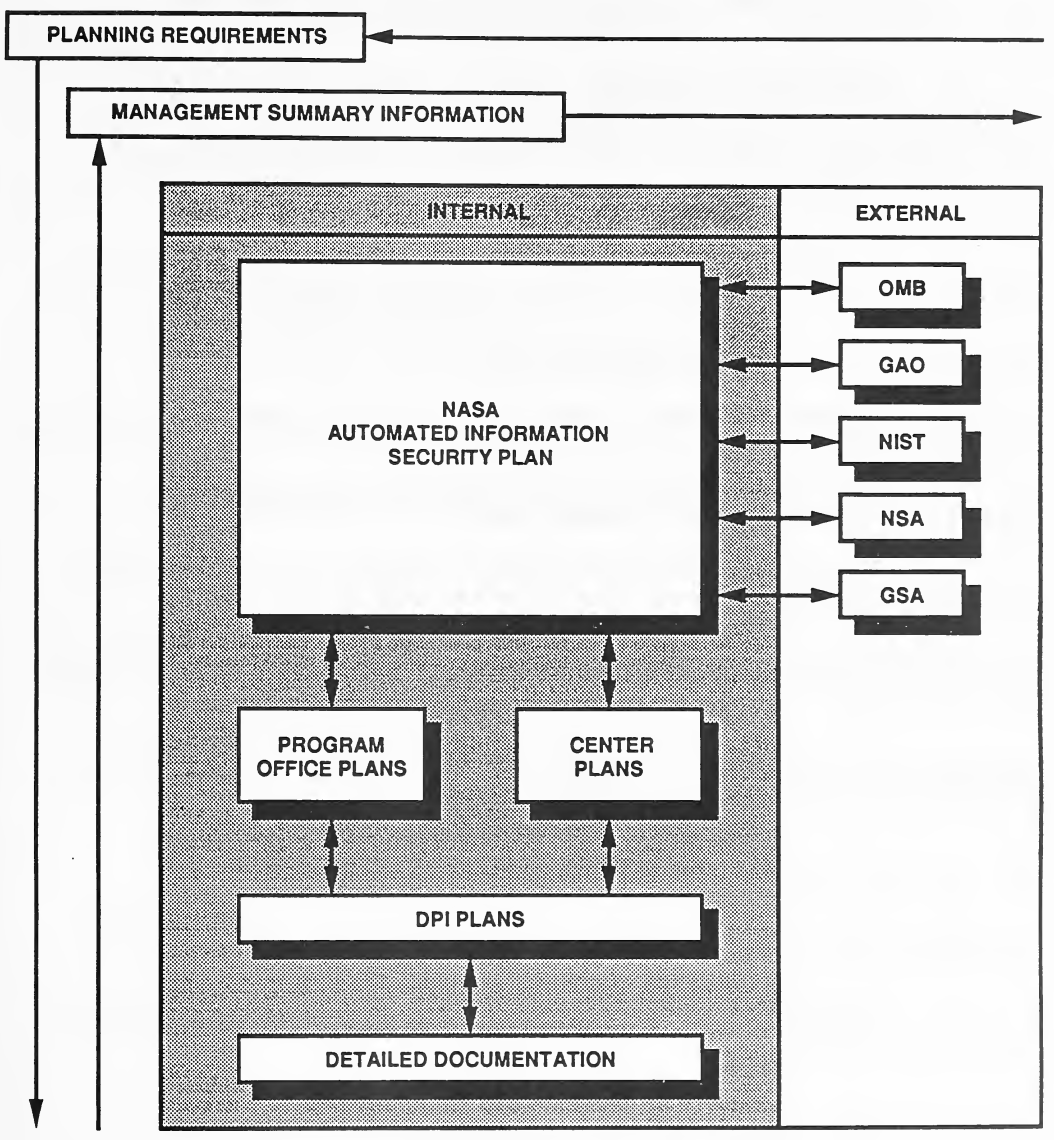 PLANNING REQUIREMENTS
MANAGEMENT SUMMARY INFORMATION
INTERNAL
EXTERNAL
NASA
AUTOMATED INFORMATION
SECURITY PLAN
OMB
GAO
NIST
NSA
GSA
PROGRAM
OFFICE PLANS
CENTER
PLANS
DPI PLANS
DETAILED DOCUMENTATION